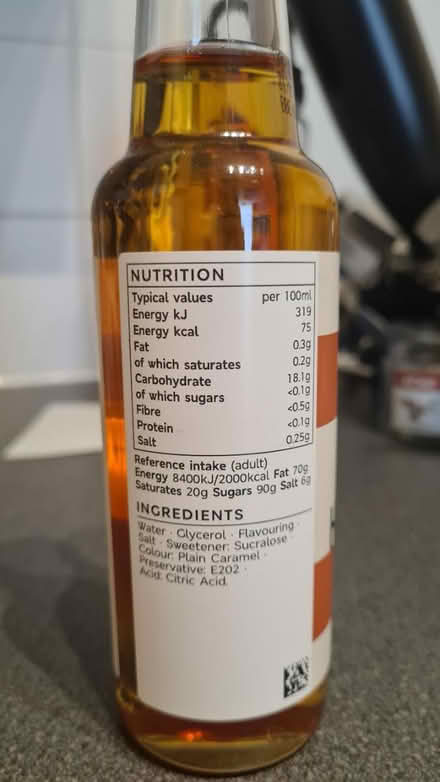 NUTRITION
Typical values per 100ml
Energy kJ 319
Energy kcal 75
Fat 0.3g
of which saturates 0.2g
Carbohydrate 18.1g
of which sugars <0.1g
Fibre <0.5g
Protein <0.1g
Salt 0.25g
Reference intake (adult)
Energy 8400kJ/2000kcal Fat 70g
Saturates 20g Sugars 90g Salt 6g
INGREDIENTS
Water · Glycerol · Flavouring ·
Salt · Sweetener: Sucralose ·
Colour: Plain Caramel ·
Preservative: E202 ·
Acid: Citric Acid.